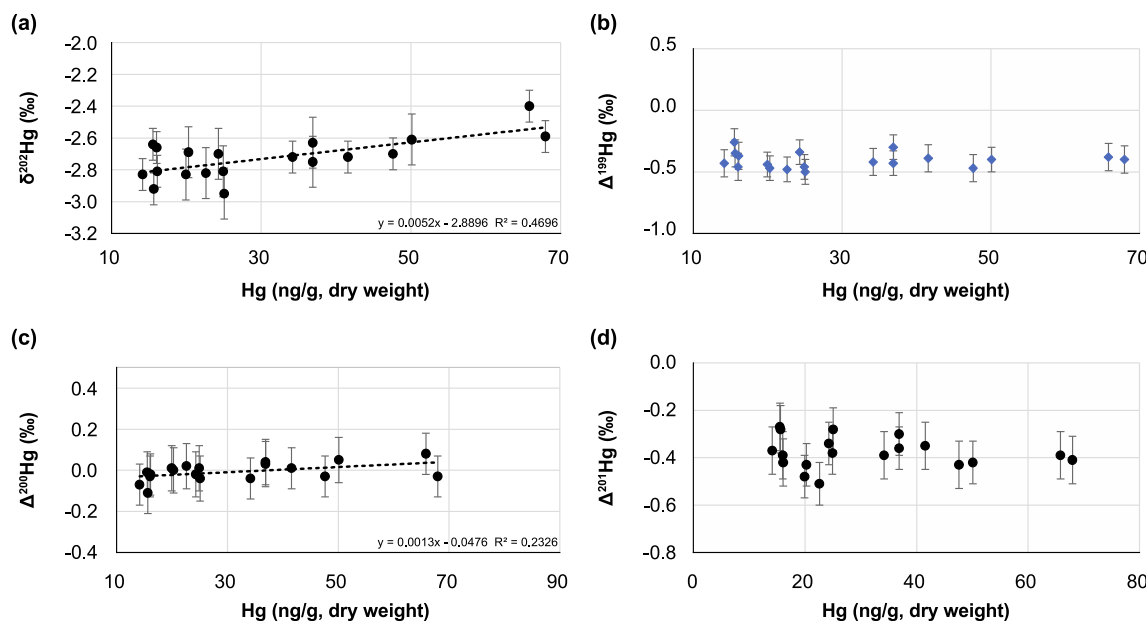 (a)
-2.0
-2.2
-2.4
-2.6
-2.8
-3.0
-3.2
δ²⁰²Hg (‰)
y = 0.0052x - 2.8896 R² = 0.4696
10 30 50 70
Hg (ng/g, dry weight)
(b)
0.5
0.0
-0.5
-1.0
Δ¹⁹⁹Hg (‰)
10 30 50 70
Hg (ng/g, dry weight)
(c)
0.4
0.2
0.0
-0.2
-0.4
Δ²⁰⁰Hg (‰)
y = 0.0013x - 0.0476 R² = 0.2326
10 30 50 70 90
Hg (ng/g, dry weight)
(d)
0.0
-0.2
-0.4
-0.6
-0.8
Δ²⁰¹Hg (‰)
0 20 40 60 80
Hg (ng/g, dry weight)